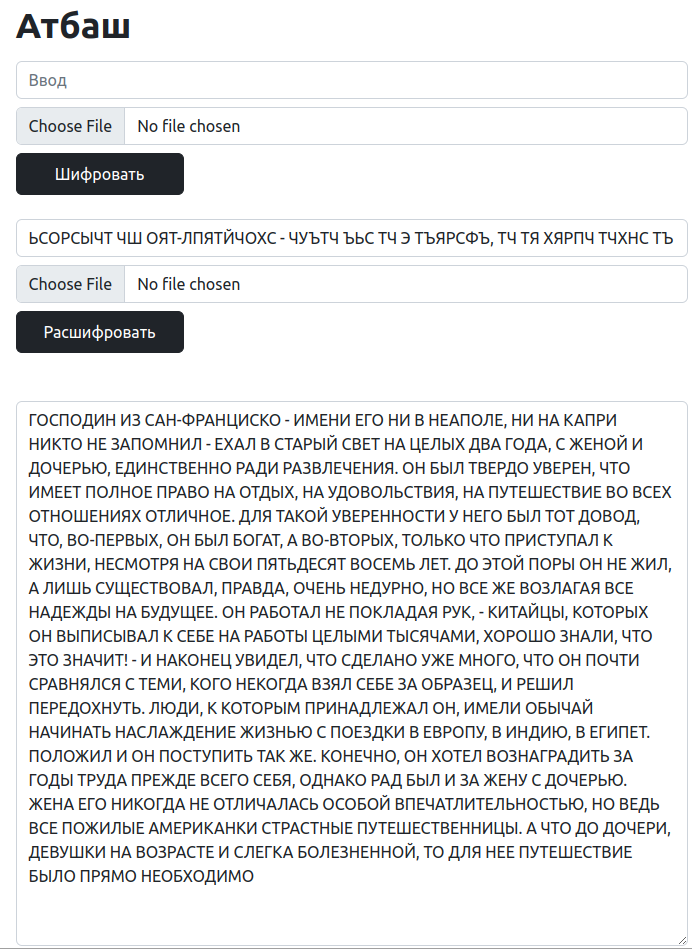 Атбаш
Ввод
Choose File No file chosen
Шифровать
ЬСОРСЫЧТ ЧШ ОЯТ-ЛПЯТЙЧОХС - ЧУЪТЧ ЪЬС ТЧ Э ТЪЯРСФЪ, ТЧ ТЯ ХЯРПЧ ТЧХНС ТЪ
Choose File No file chosen
Расшифровать
ГОСПОДИН ИЗ САН-ФРАНЦИСКО - ИМЕНИ ЕГО НИ В НЕАПОЛЕ, НИ НА КАПРИ
НИКТО НЕ ЗАПОМНИЛ - ЕХАЛ В СТАРЫЙ СВЕТ НА ЦЕЛЫХ ДВА ГОДА, С ЖЕНОЙ И
ДОЧЕРЬЮ, ЕДИНСТВЕННО РАДИ РАЗВЛЕЧЕНИЯ. ОН БЫЛ ТВЕРДО УВЕРЕН, ЧТО
ИМЕЕТ ПОЛНОЕ ПРАВО НА ОТДЫХ, НА УДОВОЛЬСТВИЯ, НА ПУТЕШЕСТВИЕ ВО ВСЕХ
ОТНОШЕНИЯХ ОТЛИЧНОЕ. ДЛЯ ТАКОЙ УВЕРЕННОСТИ У НЕГО БЫЛ ТОТ ДОВОД,
ЧТО, ВО-ПЕРВЫХ, ОН БЫЛ БОГАТ, А ВО-ВТОРЫХ, ТОЛЬКО ЧТО ПРИСТУПАЛ К
ЖИЗНИ, НЕСМОТРЯ НА СВОИ ПЯТЬДЕСЯТ ВОСЕМЬ ЛЕТ. ДО ЭТОЙ ПОРЫ ОН НЕ ЖИЛ,
А ЛИШЬ СУЩЕСТВОВАЛ, ПРАВДА, ОЧЕНЬ НЕДУРНО, НО ВСЕ ЖЕ ВОЗЛАГАЯ ВСЕ
НАДЕЖДЫ НА БУДУЩЕЕ. ОН РАБОТАЛ НЕ ПОКЛАДАЯ РУК, - КИТАЙЦЫ, КОТОРЫХ
ОН ВЫПИСЫВАЛ К СЕБЕ НА РАБОТЫ ЦЕЛЫМИ ТЫСЯЧАМИ, ХОРОШО ЗНАЛИ, ЧТО
ЭТО ЗНАЧИТ! - И НАКОНЕЦ УВИДЕЛ, ЧТО СДЕЛАНО УЖЕ МНОГО, ЧТО ОН ПОЧТИ
СРАВНЯЛСЯ С ТЕМИ, КОГО НЕКОГДА ВЗЯЛ СЕБЕ ЗА ОБРАЗЕЦ, И РЕШИЛ
ПЕРЕДОХНУТЬ. ЛЮДИ, К КОТОРЫМ ПРИНАДЛЕЖАЛ ОН, ИМЕЛИ ОБЫЧАЙ
НАЧИНАТЬ НАСЛАЖДЕНИЕ ЖИЗНЬЮ С ПОЕЗДКИ В ЕВРОПУ, В ИНДИЮ, В ЕГИПЕТ.
ПОЛОЖИЛ И ОН ПОСТУПИТЬ ТАК ЖЕ. КОНЕЧНО, ОН ХОТЕЛ ВОЗНАГРАДИТЬ ЗА
ГОДЫ ТРУДА ПРЕЖДЕ ВСЕГО СЕБЯ, ОДНАКО РАД БЫЛ И ЗА ЖЕНУ С ДОЧЕРЬЮ.
ЖЕНА ЕГО НИКОГДА НЕ ОТЛИЧАЛАСЬ ОСОБОЙ ВПЕЧАТЛИТЕЛЬНОСТЬЮ, НО ВЕДЬ
ВСЕ ПОЖИЛЫЕ АМЕРИКАНКИ СТРАСТНЫЕ ПУТЕШЕСТВЕННИЦЫ. А ЧТО ДО ДОЧЕРИ,
ДЕВУШКИ НА ВОЗРАСТЕ И СЛЕГКА БОЛЕЗНЕННОЙ, ТО ДЛЯ НЕЕ ПУТЕШЕСТВИЕ
БЫЛО ПРЯМО НЕОБХОДИМО